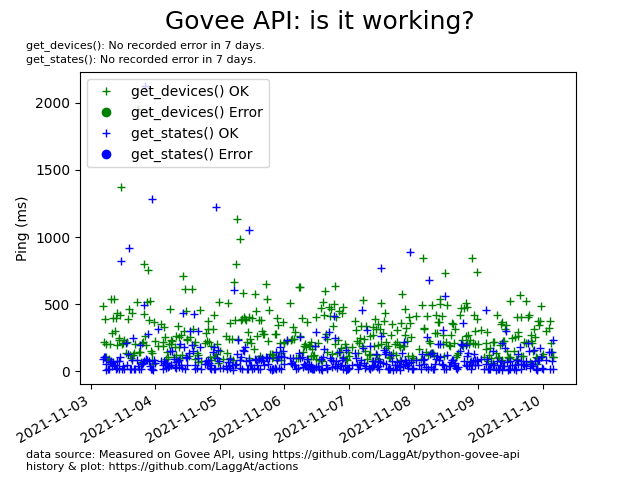 Govee API: is it working?
get_devices(): No recorded error in 7 days.
get_states(): No recorded error in 7 days.
get_devices() OK
get_devices() Error
get_states() OK
get_states() Error
Ping (ms)
2000
1500
1000
500
0
2021-11-03
2021-11-04
2021-11-05
2021-11-06
2021-11-07
2021-11-08
2021-11-09
2021-11-10
data source: Measured on Govee API, using https://github.com/LaggAt/python-govee-api
history & plot: https://github.com/LaggAt/actions